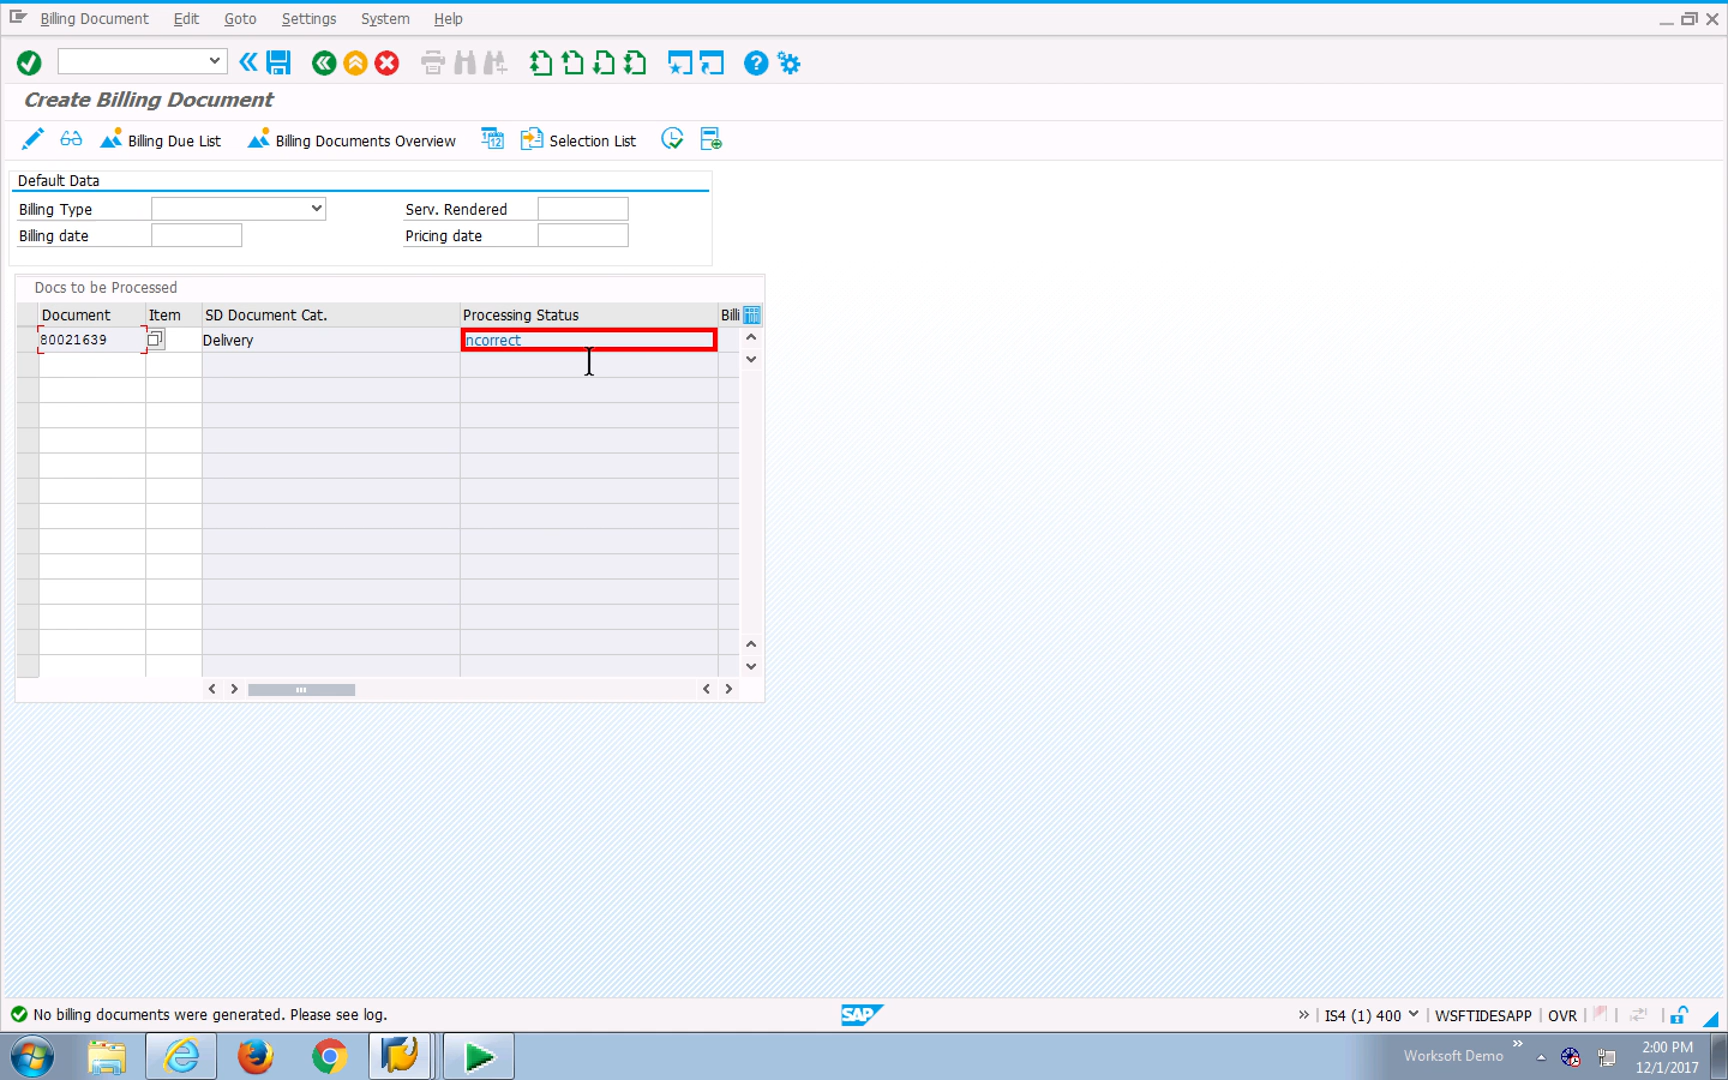 Billing Document Edit Goto Settings System Help
Create Billing Document
Billing Due List Billing Documents Overview Selection List
Default Data
Billing Type Serv. Rendered
Billing date Pricing date
Docs to be Processed
Document Item SD Document Cat. Processing Status Billi
80021639 Delivery ncorrect
No billing documents were generated. Please see log.
SAP
IS4 (1) 400 WSFTIDESAPP OVR
Worksoft Demo
2:00 PM
12/1/2017